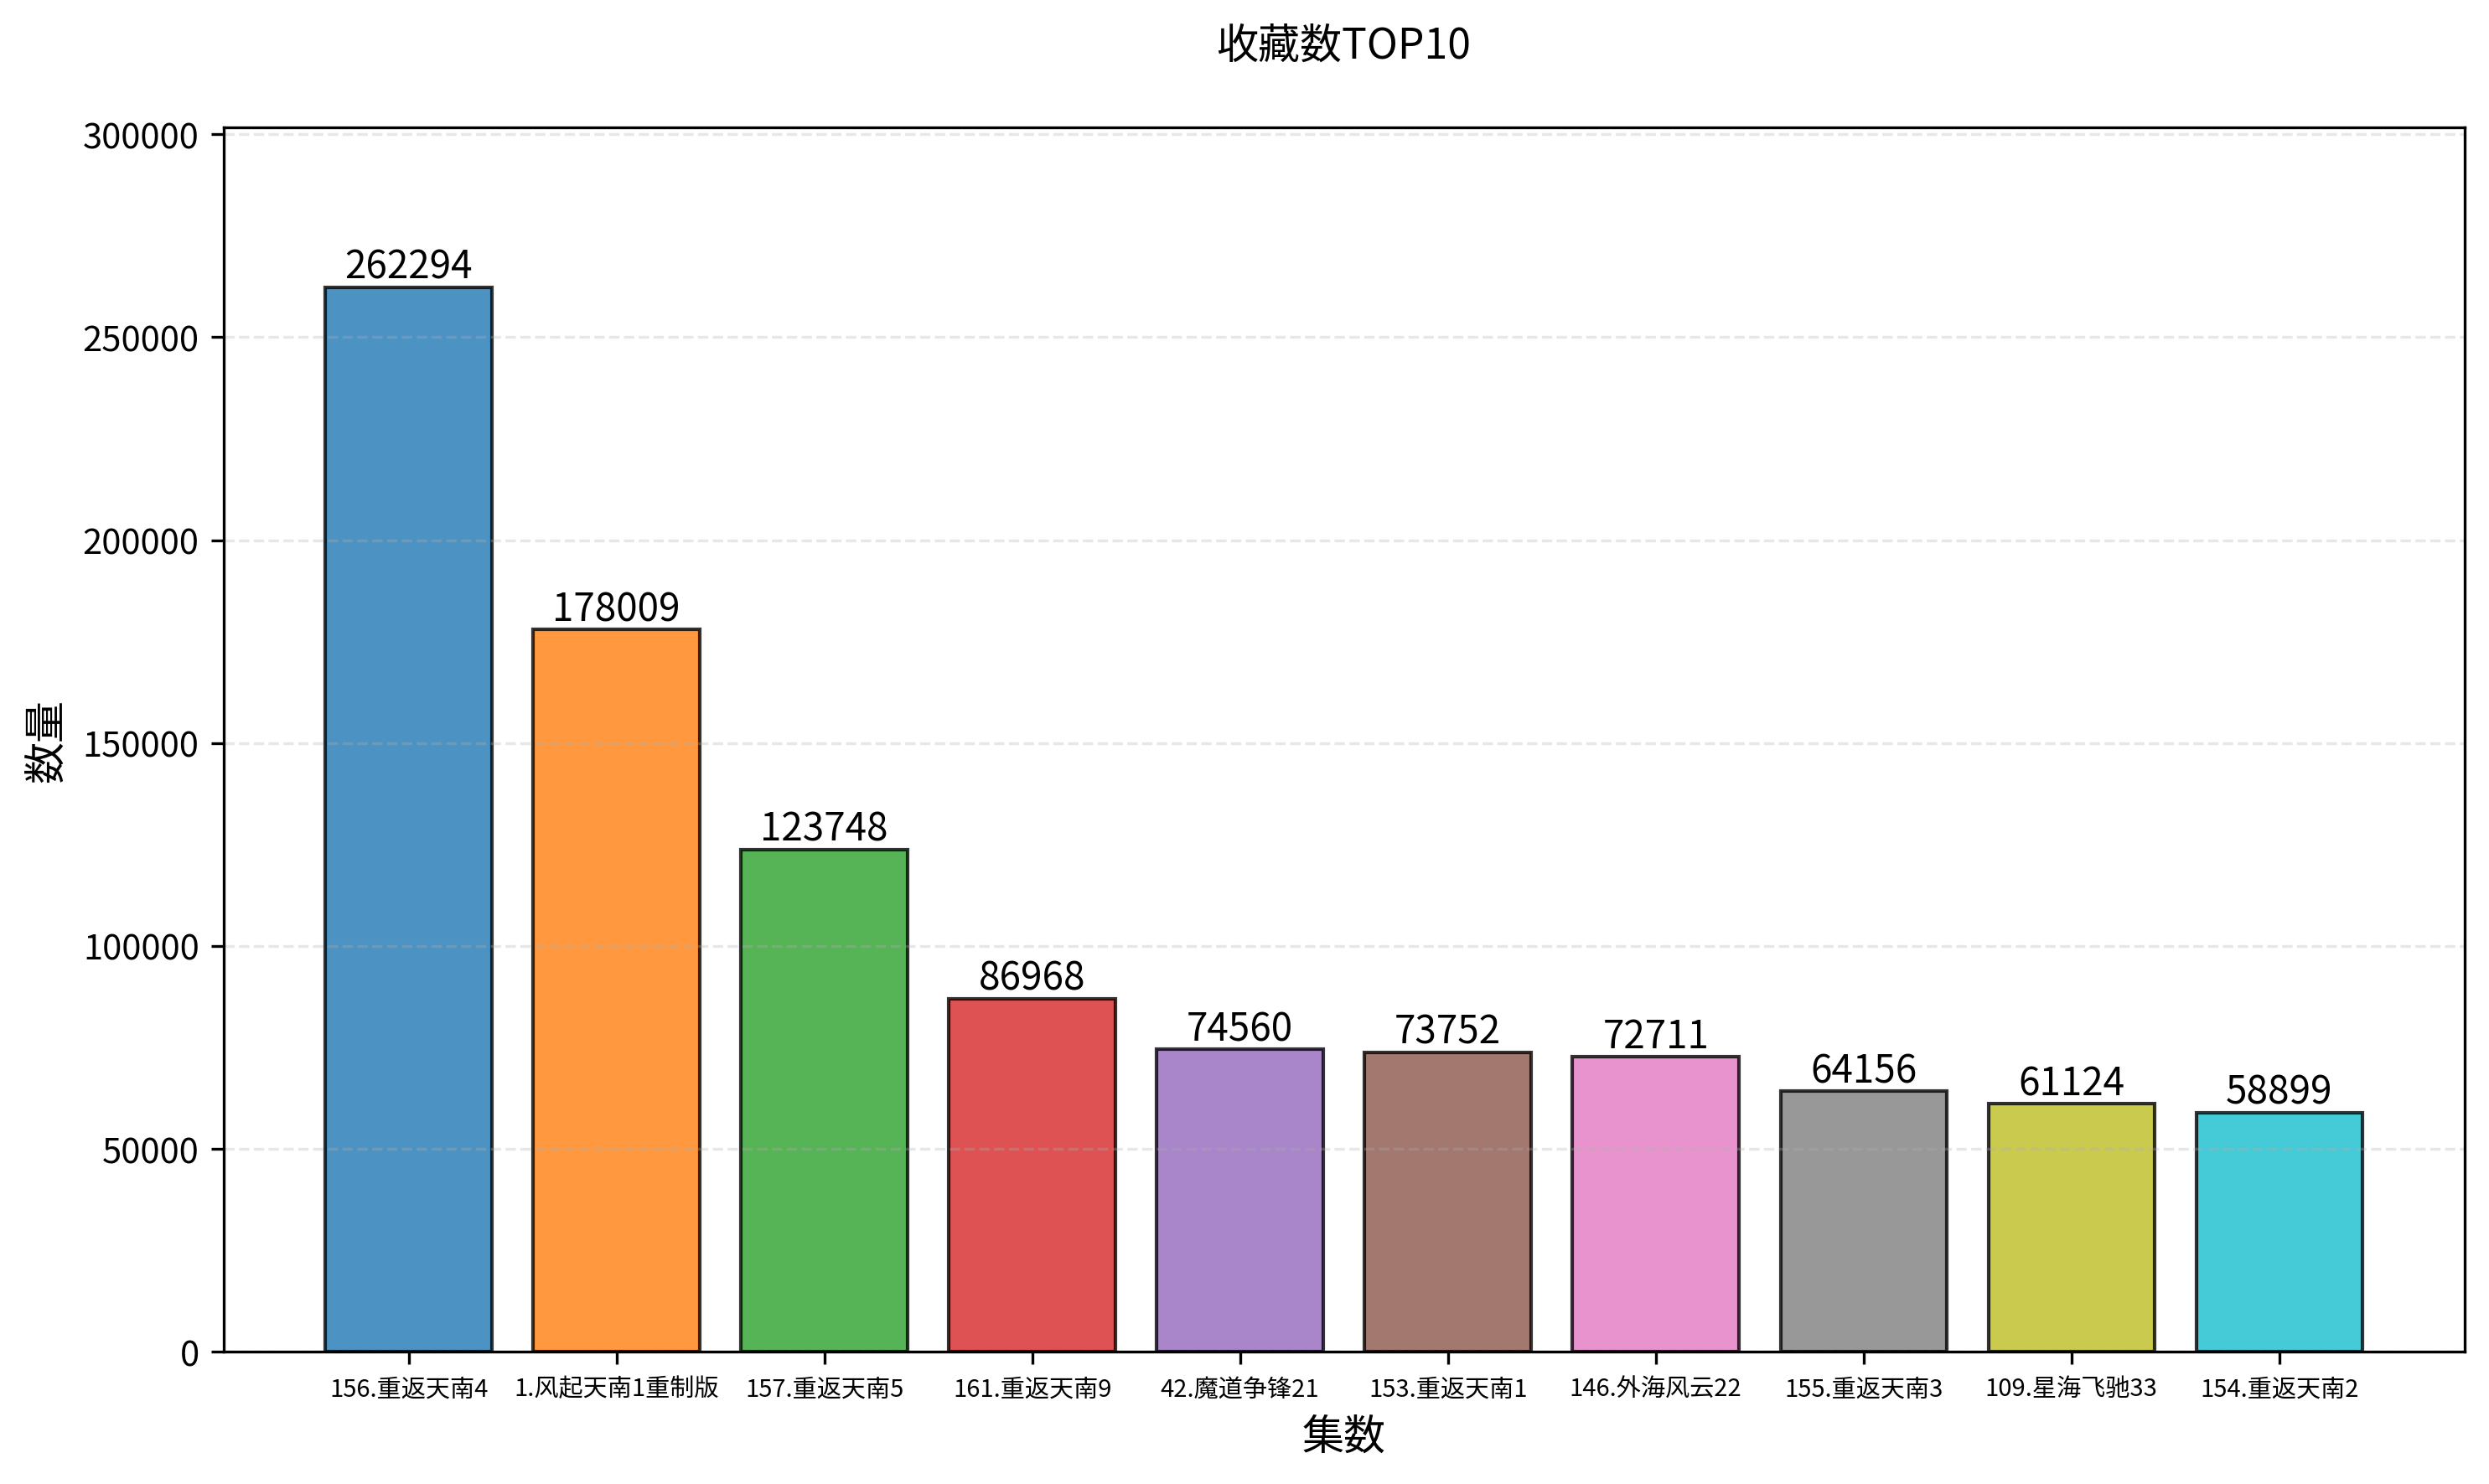 收藏数TOP10
300000
250000
200000
150000
100000
50000
0
数量
262294
178009
123748
86968
74560
73752
72711
64156
61124
58899
156.重返天南4
1.风起天南1重制版
157.重返天南5
161.重返天南9
42.魔道争锋21
153.重返天南1
146.外海风云22
155.重返天南3
109.星海飞驰33
154.重返天南2
集数